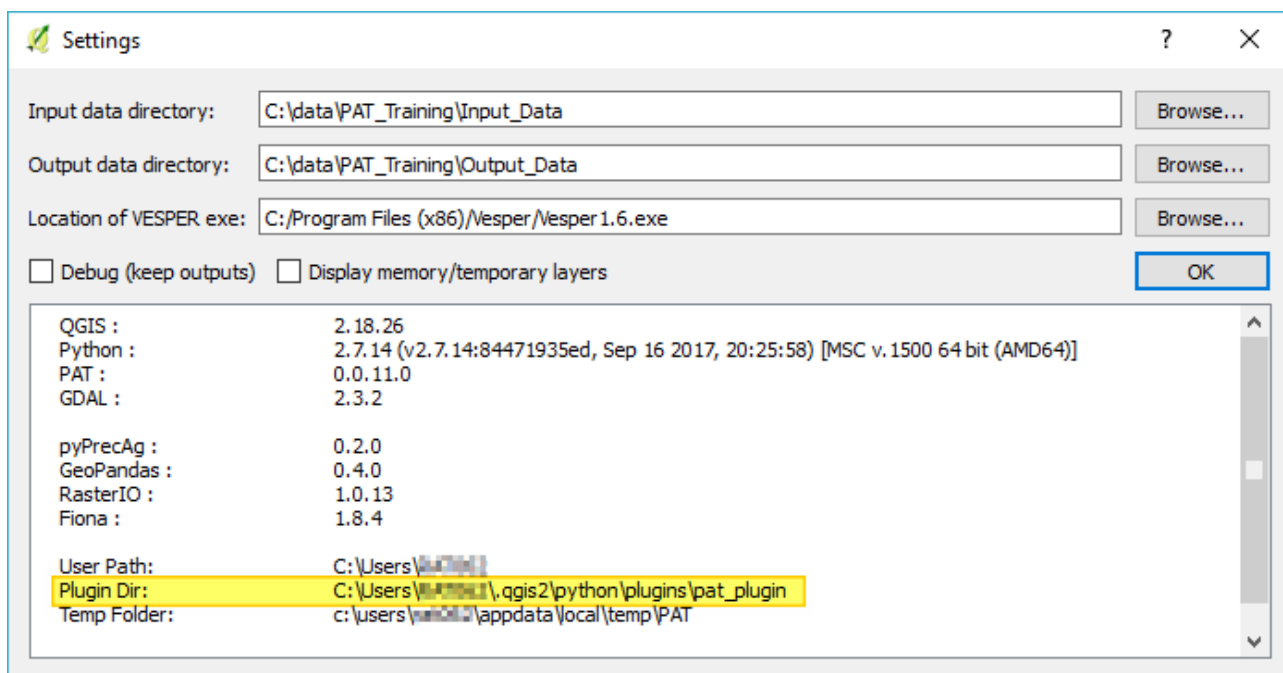 Settings
?
Input data directory: C:\data\PAT_Training\Input_Data Browse...
Output data directory: C:\data\PAT_Training\Output_Data Browse...
Location of VESPER exe: C:/Program Files (x86)/Vesper/Vesper1.6.exe Browse...
Debug (keep outputs) Display memory/temporary layers OK
QGIS : 2.18.26
Python : 2.7.14 (v2.7.14:84471935ed, Sep 16 2017, 20:25:58) [MSC v.1500 64 bit (AMD64)]
PAT : 0.0.11.0
GDAL : 2.3.2
pyPrecAg : 0.2.0
GeoPandas : 0.4.0
RasterIO : 1.0.13
Fiona : 1.8.4
User Path: C:\Users\
Plugin Dir: C:\Users\ \.qgis2\python\plugins\pat_plugin
Temp Folder: c:\users\ \appdata\local\temp\PAT